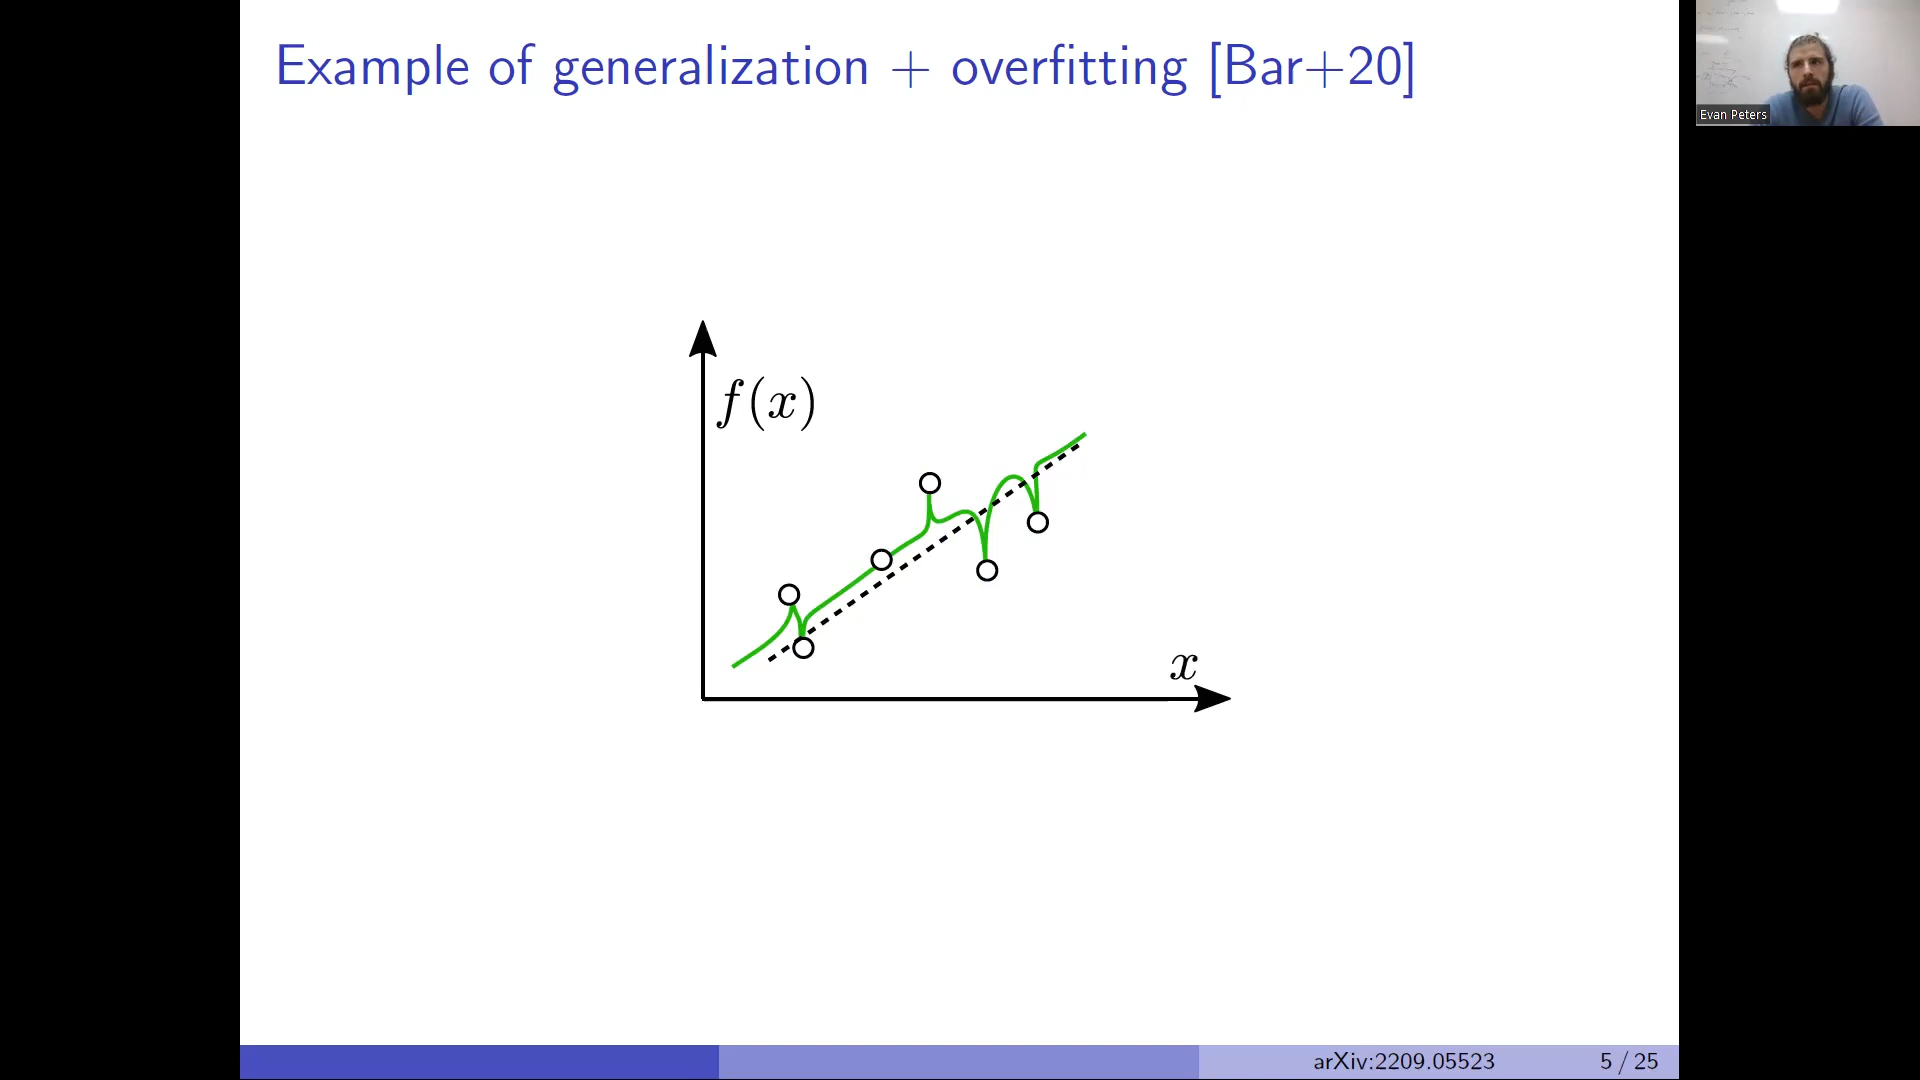 Example of generalization + overfitting [Bar+20]
Evan Peters
f(x)
x
arXiv:2209.05523
5 / 25